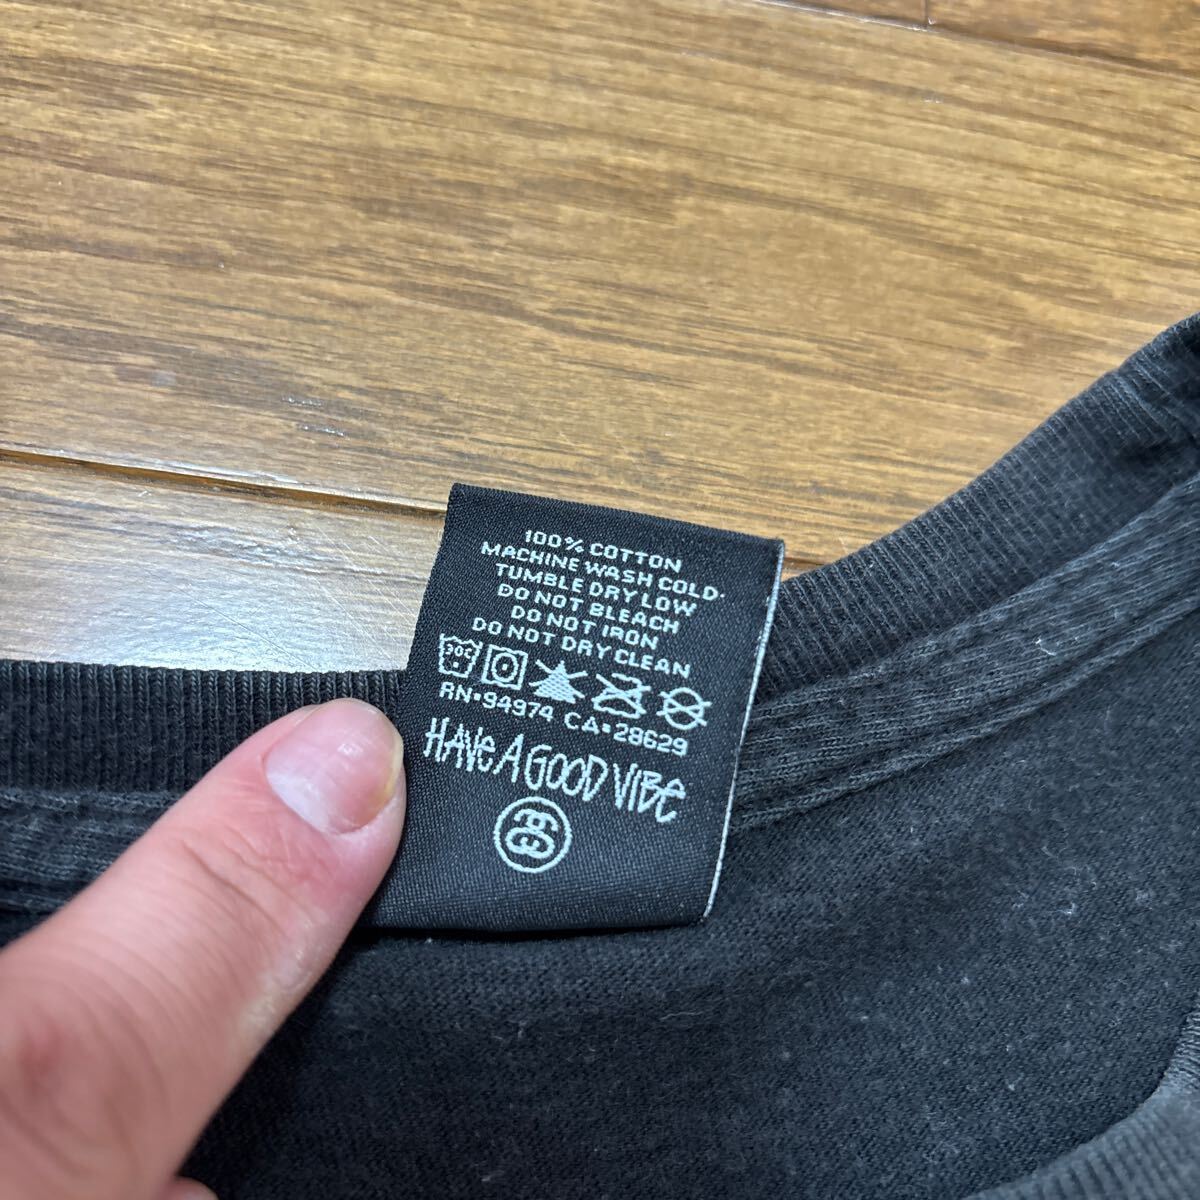 100% COTTON
MACHINE WASH COLD·
TUMBLE DRY LOW
DO NOT BLEACH
DO NOT IRON
DO NOT DRY CLEAN
30C
RN·94974 CA·28629
HAVE A GOOD VIBE